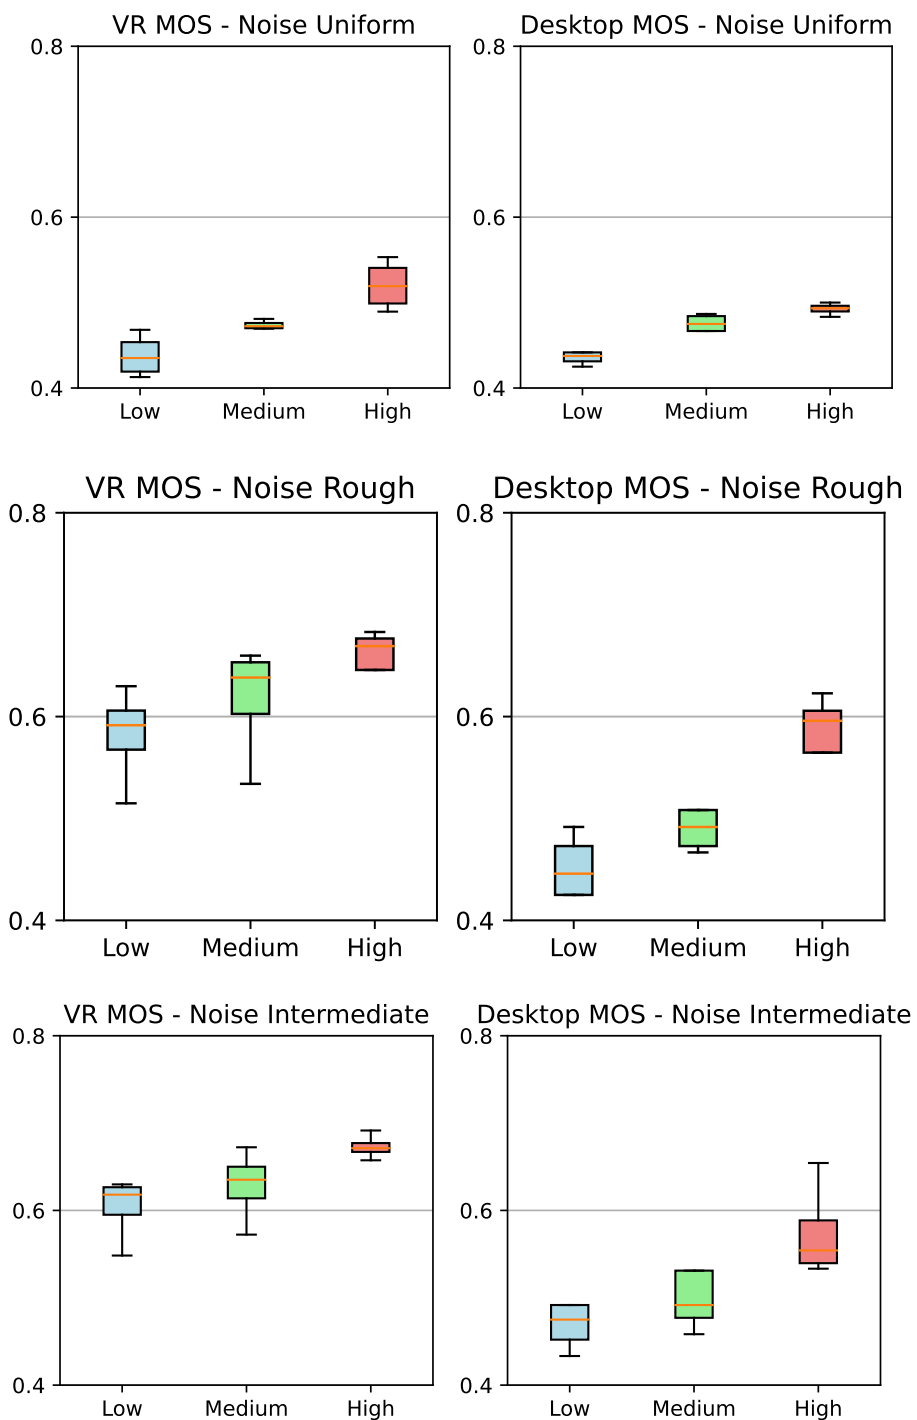 VR MOS - Noise Uniform
Desktop MOS - Noise Uniform
0.8
0.6
0.4
Low Medium High
0.8
0.6
0.4
Low Medium High
VR MOS - Noise Rough
Desktop MOS - Noise Rough
0.8
0.6
0.4
Low Medium High
0.8
0.6
0.4
Low Medium High
VR MOS - Noise Intermediate
Desktop MOS - Noise Intermediate
0.8
0.6
0.4
Low Medium High
0.8
0.6
0.4
Low Medium High